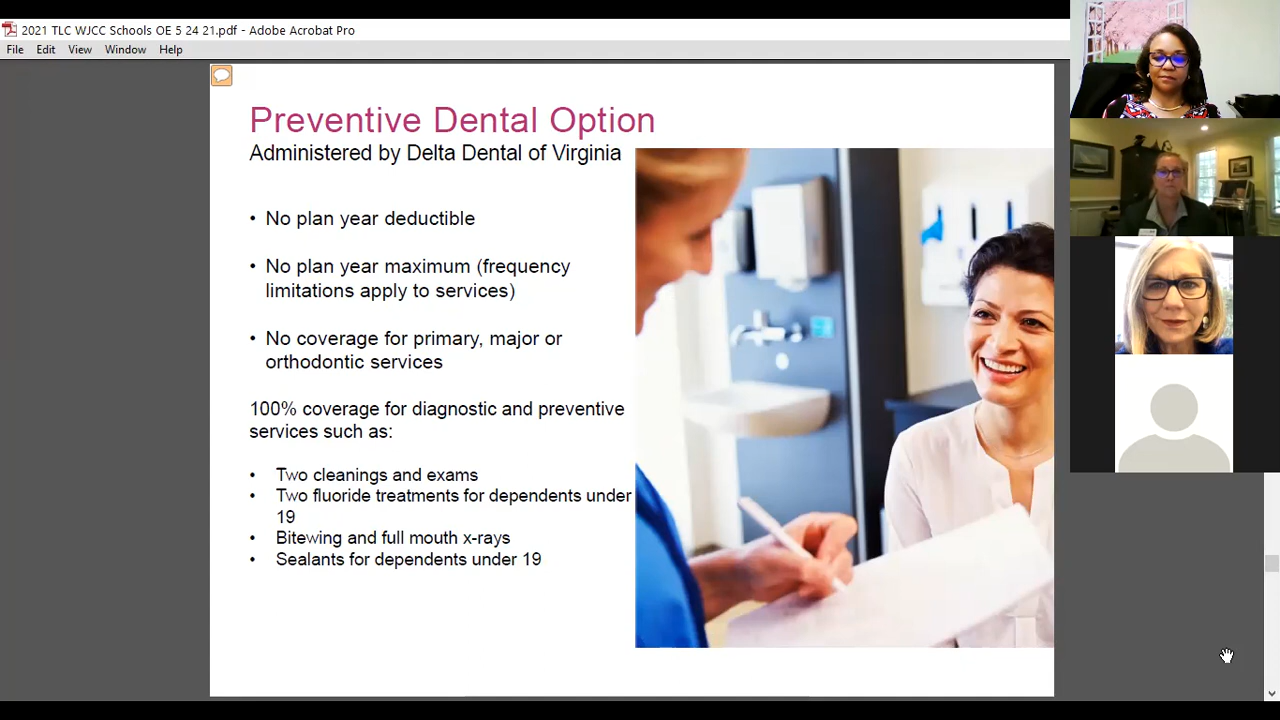 2021 TLC WJCC Schools OE 5 24 21.pdf - Adobe Acrobat Pro
File Edit View Window Help
Preventive Dental Option
Administered by Delta Dental of Virginia
• No plan year deductible
• No plan year maximum (frequency
limitations apply to services)
• No coverage for primary, major or
orthodontic services
100% coverage for diagnostic and preventive
services such as:
• Two cleanings and exams
• Two fluoride treatments for dependents under
19
• Bitewing and full mouth x-rays
• Sealants for dependents under 19